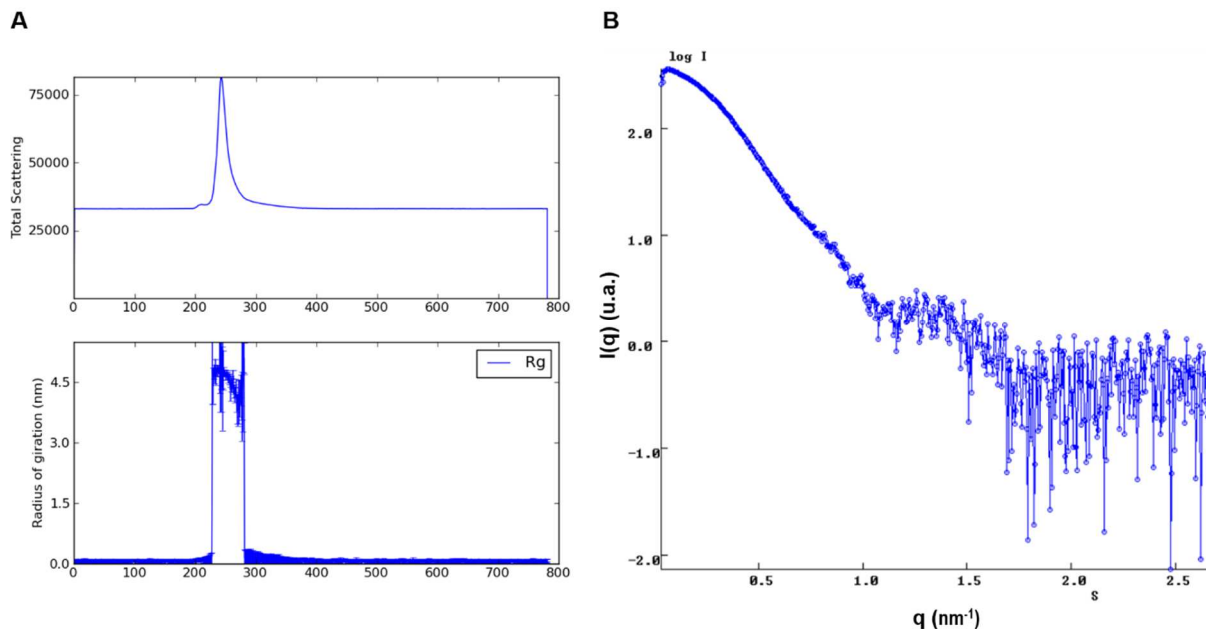 A
75000
50000
25000
Total Scattering
0 100 200 300 400 500 600 700 800
Rg
4.5
3.0
1.5
0.0
Radius of giration (nm)
0 100 200 300 400 500 600 700 800
B
log I
2.0
1.0
0.0
-1.0
-2.0
I(q) (u.a.)
0.5 1.0 1.5 2.0 2.5
S
q (nm⁻¹)